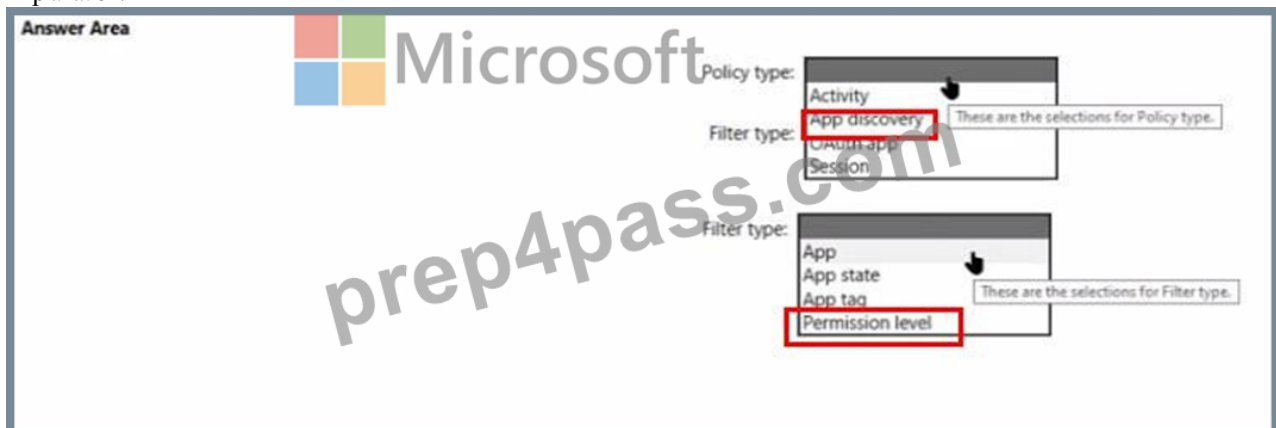 Answer Area
Microsoft
Policy type:
Activity
App discovery
These are the selections for Policy type.
Filter type:
OAuth app
Session
Filter type:
App
App state
These are the selections for Filter type.
App tag
Permission level
prep4pass.com